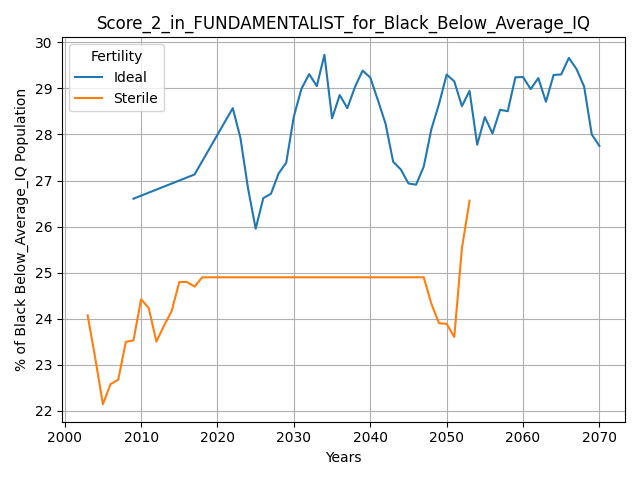 Score_2_in_FUNDAMENTALIST_for_Black_Below_Average_IQ
% of Black Below_Average_IQ Population
30
29
28
27
26
25
24
23
22
Fertility
Ideal
Sterile
2000 2010 2020 2030 2040 2050 2060 2070
Years